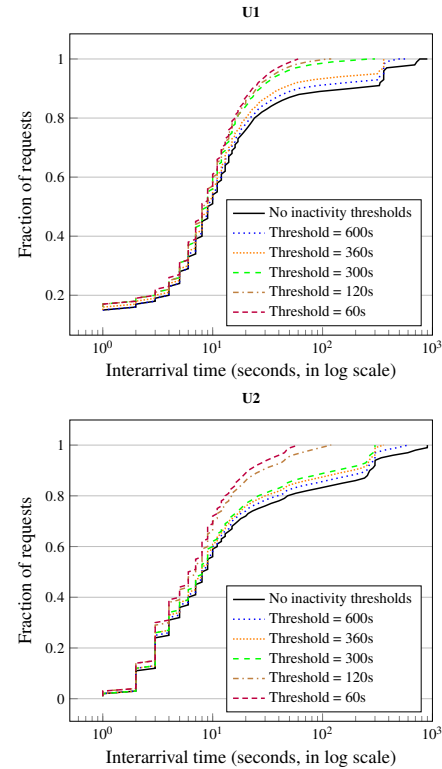 U1
1
0.8
0.6
0.4
0.2
Fraction of requests
No inactivity thresholds
Threshold = 600s
Threshold = 360s
Threshold = 300s
Threshold = 120s
Threshold = 60s
10^0
10^1
10^2
10^3
Interarrival time (seconds, in log scale)
U2
1
0.8
0.6
0.4
0.2
0
Fraction of requests
No inactivity thresholds
Threshold = 600s
Threshold = 360s
Threshold = 300s
Threshold = 120s
Threshold = 60s
10^0
10^1
10^2
10^3
Interarrival time (seconds, in log scale)